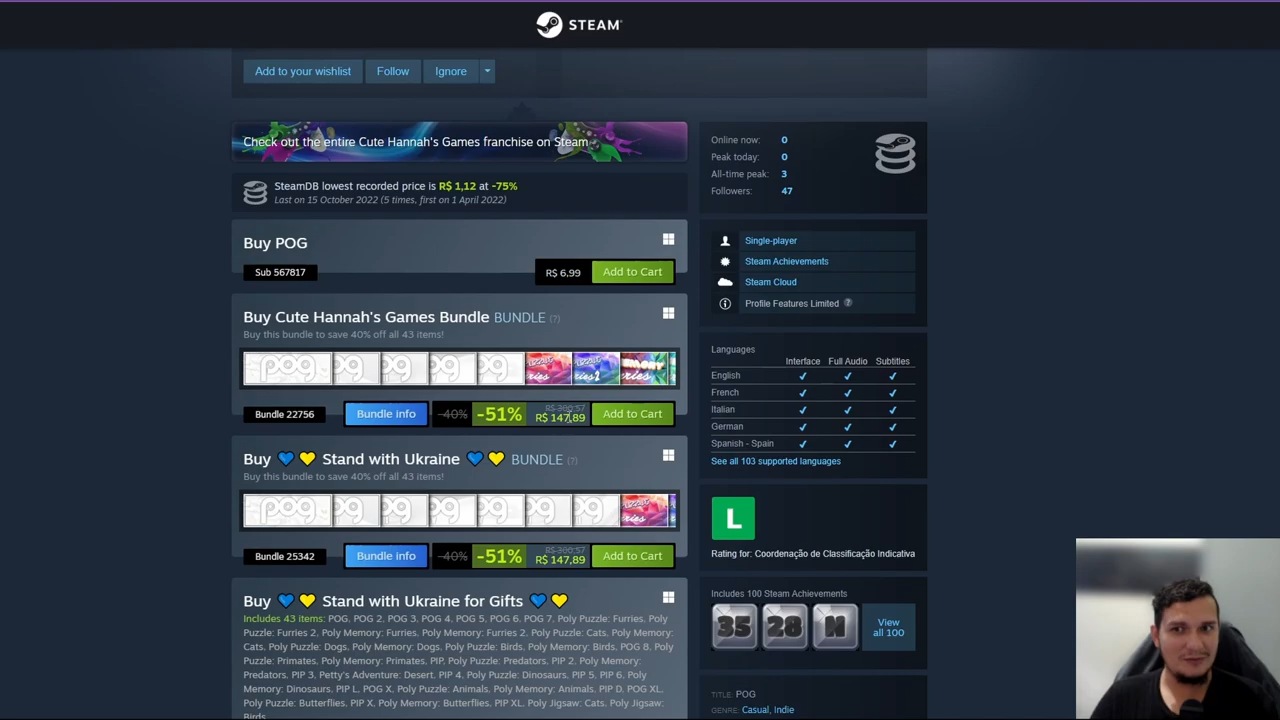 STEAM
Add to your wishlist
Follow
Ignore
Check out the entire Cute Hannah's Games franchise on Steam
SteamDB lowest recorded price is R$ 1,12 at -75%
Last on 15 October 2022 (5 times, first on 1 April 2022)
Buy POG
Sub 567817
R$ 6,99
Add to Cart
Buy Cute Hannah's Games Bundle BUNDLE (?)
Buy this bundle to save 40% off all 43 items!
Bundle 22756
Bundle info
-40%
-51%
R$ 300,57
R$ 147,89
Add to Cart
Buy 💙💛 Stand with Ukraine 💙💛 BUNDLE (?)
Buy this bundle to save 40% off all 43 items!
Bundle 25342
Bundle info
-40%
-51%
R$ 300,57
R$ 147,89
Add to Cart
Buy 💙💛 Stand with Ukraine for Gifts 💙💛
Includes 43 items: POG, POG 2, POG 3, POG 4, POG 5, POG 6, POG 7, Poly Puzzle: Furries, Poly
Puzzle: Furries 2, Poly Memory: Furries, Poly Memory: Furries 2, Poly Puzzle: Cats, Poly Memory:
Cats, Poly Puzzle: Dogs, Poly Memory: Dogs, Poly Puzzle: Birds, Poly Memory: Birds, POG 8, Poly
Puzzle: Primates, Poly Memory: Primates, PIP, Poly Puzzle: Predators, PIP 2, Poly Memory:
Predators, PIP 3, Petty's Adventure: Desert, PIP 4, Poly Puzzle: Dinosaurs, PIP 5, PIP 6, Poly
Memory: Dinosaurs, PIP L, POG X, Poly Puzzle: Animals, Poly Memory: Animals, PIP D, POG XL,
Poly Puzzle: Butterflies, PIP X, Poly Memory: Butterflies, PIP XL, Poly Jigsaw: Cats, Poly Jigsaw:
Birds
Online now: 0
Peak today: 0
All-time peak: 3
Followers: 47
Single-player
Steam Achievements
Steam Cloud
Profile Features Limited ?
Languages
Interface Full Audio Subtitles
English ✔ ✔ ✔
French ✔ ✔ ✔
Italian ✔ ✔ ✔
German ✔ ✔ ✔
Spanish - Spain ✔ ✔ ✔
See all 103 supported languages
L
Rating for: Coordenação de Classificação Indicativa
Includes 100 Steam Achievements
35
28
N
View
all 100
TITLE: POG
GENRE: Casual, Indie